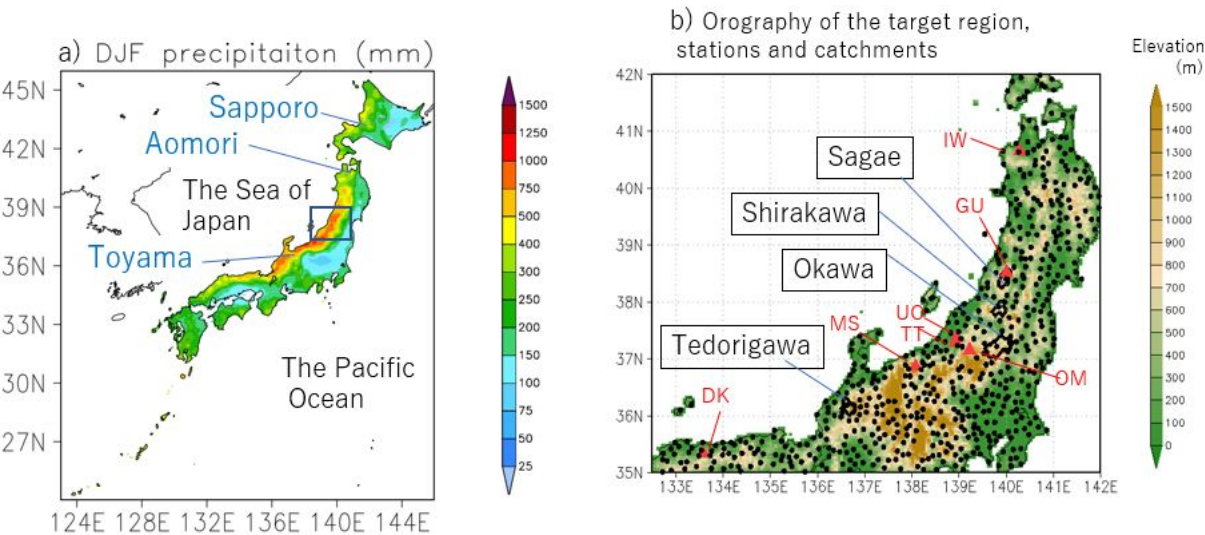 a) DJF precipitaiton (mm)
45N
42N
39N
36N
33N
30N
27N
124E 128E 132E 136E 140E 144E
Sapporo
Aomori
The Sea of
Japan
Toyama
The Pacific
Ocean
1500
1250
1000
750
500
400
300
250
200
150
100
75
50
25
b) Orography of the target region,
stations and catchments
42N
41N
40N
39N
38N
37N
36N
35N
133E 134E 135E 136E 137E 138E 139E 140E 141E 142E
IW
Sagae
GU
Shirakawa
Okawa
UO
MS
TT
Tedorigawa
OM
DK
Elevation
(m)
1500
1400
1300
1200
1100
1000
900
800
700
600
500
400
300
200
100
0